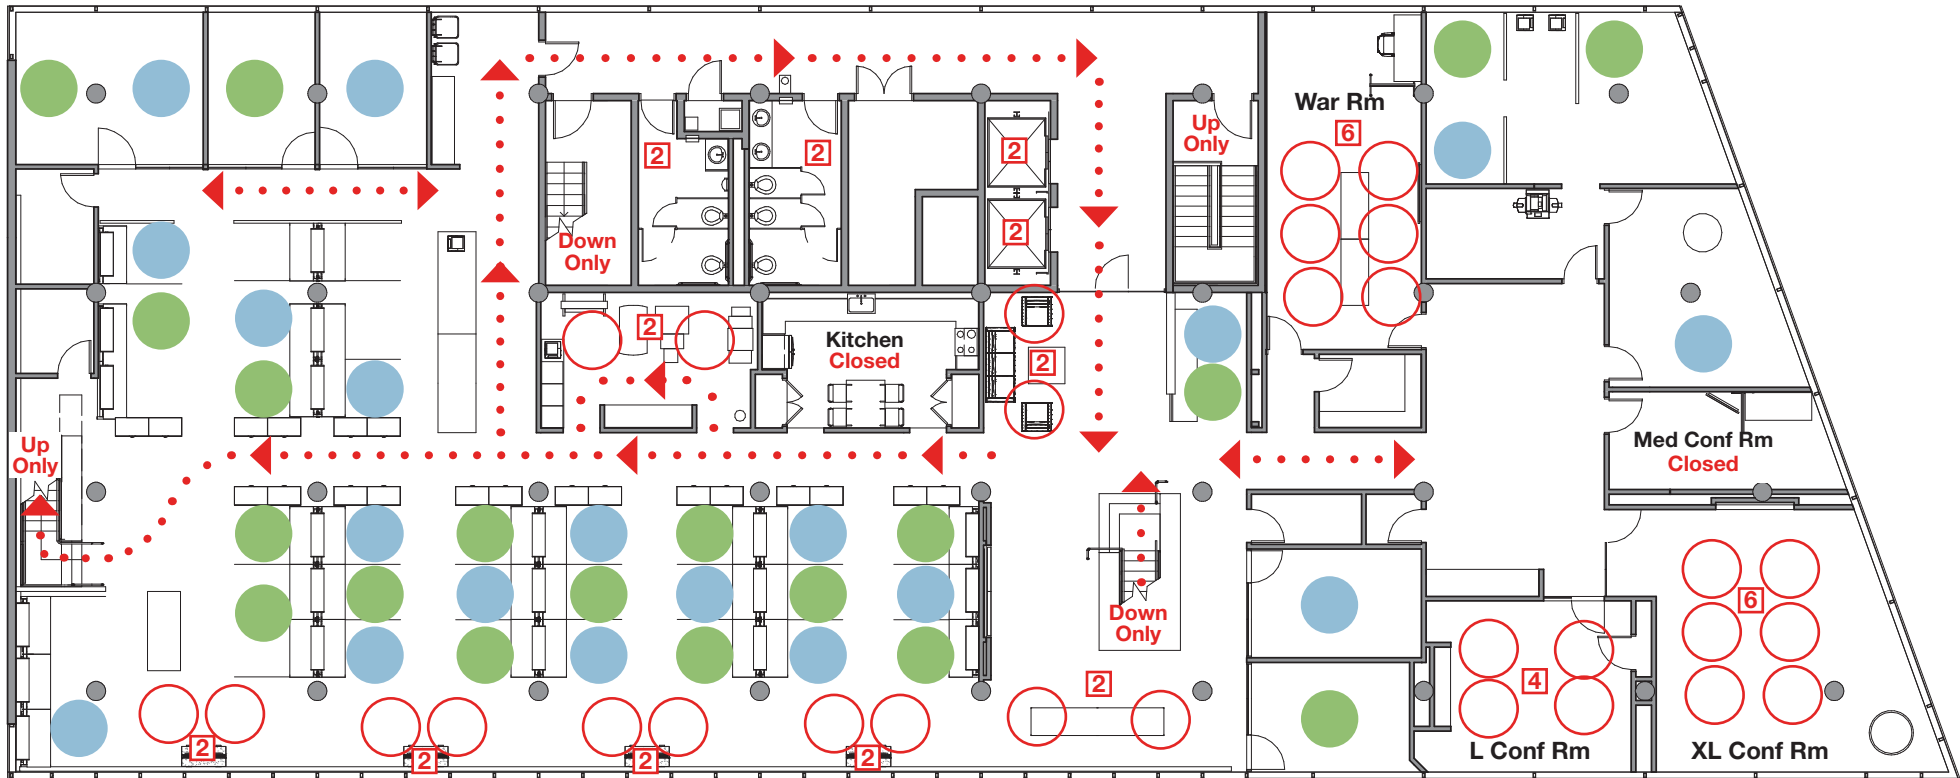 War Rm
6
Up
Only
2
2
2
2
Down
Only
2
Kitchen
Closed
2
Up
Only
Med Conf Rm
Closed
Down
Only
6
4
2
L Conf Rm
XL Conf Rm
2
2
2
2